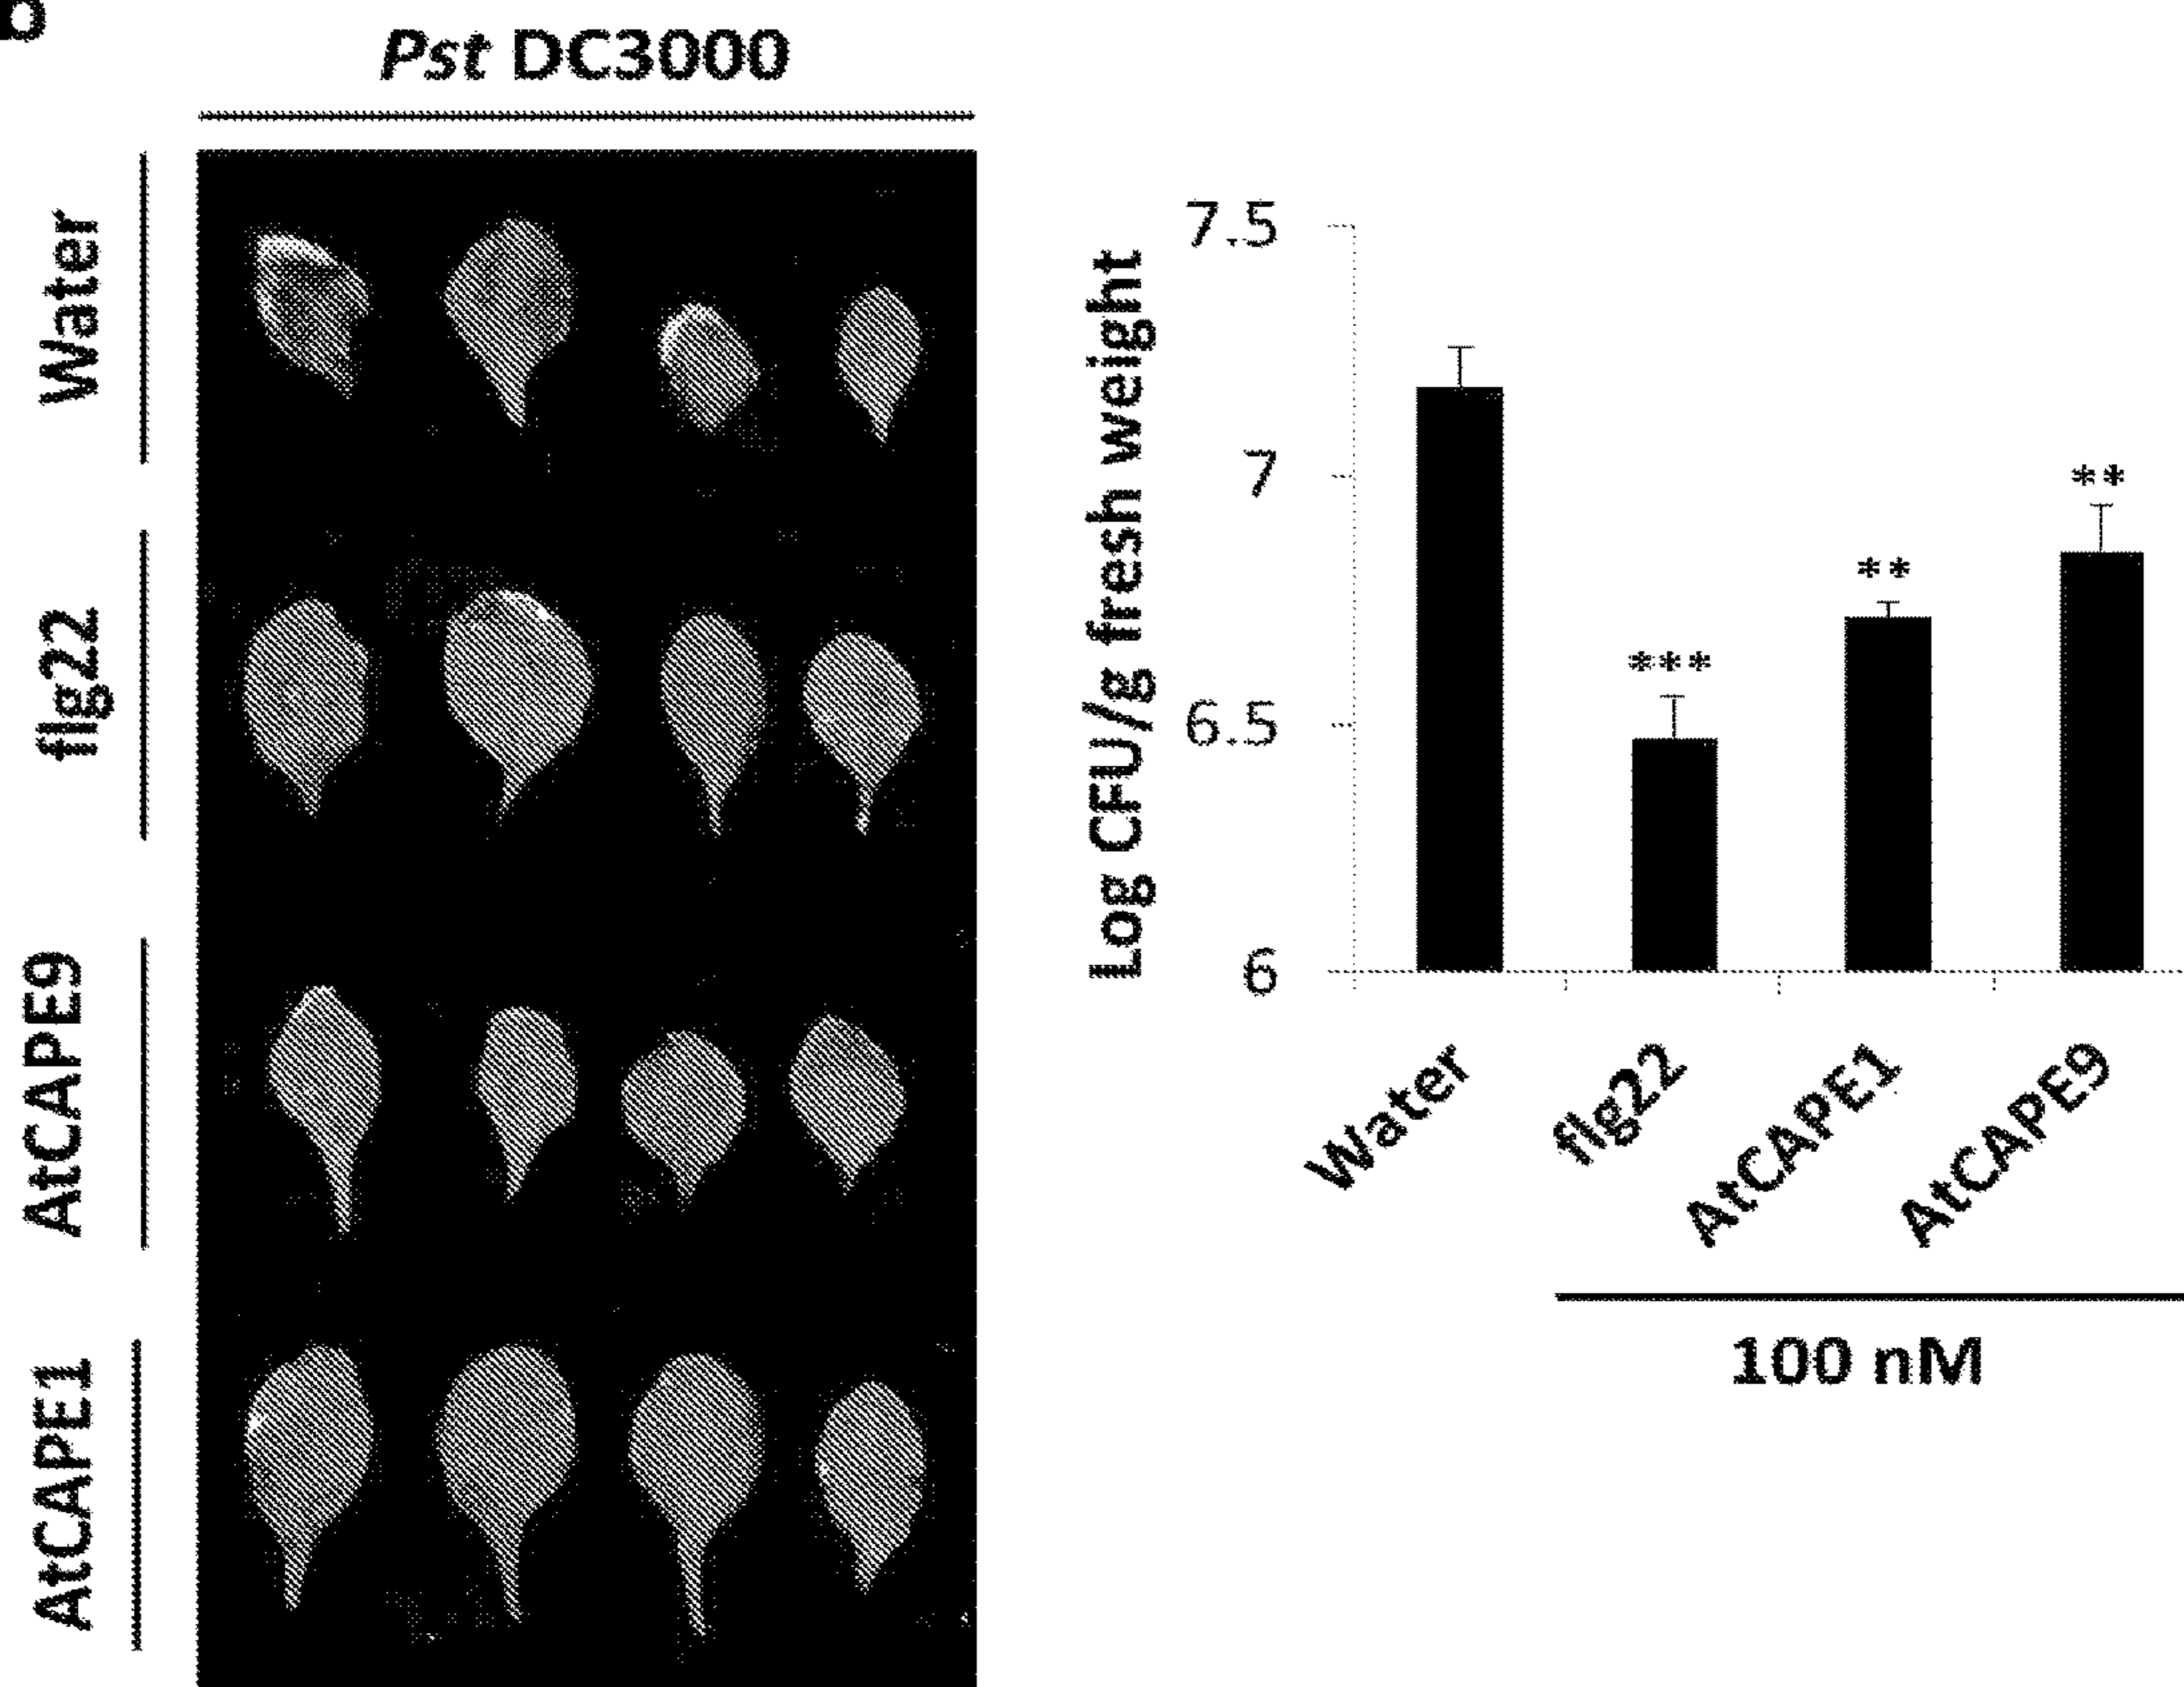 b
Pst DC3000
Water
flg22
AtCAPE9
AtCAPE1
Log CFU/g fresh weight
7.5
7
6.5
6
***
**
**
Water
flg22
AtCAPE1
AtCAPE9
100 nM